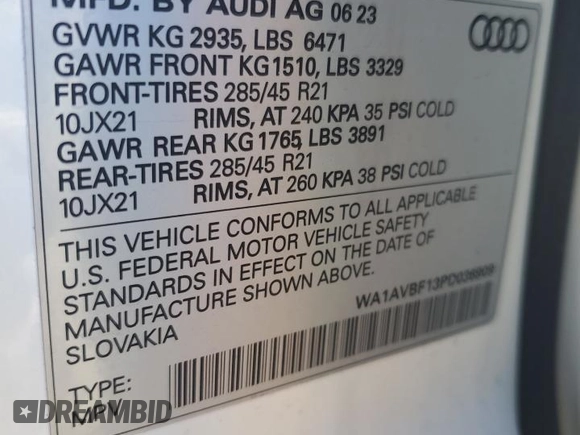 MFD. BY AUDI AG 06 23
GVWR KG 2935, LBS 6471
GAWR FRONT KG1510, LBS 3329
FRONT-TIRES 285/45 R21
10JX21 RIMS, AT 240 KPA 35 PSI COLD
GAWR REAR KG1765, LBS 3891
REAR-TIRES 285/45 R21
10JX21 RIMS, AT 260 KPA 38 PSI COLD
THIS VEHICLE CONFORMS TO ALL APPLICABLE
U.S. FEDERAL MOTOR VEHICLE SAFETY
STANDARDS IN EFFECT ON THE DATE OF
MANUFACTURE SHOWN ABOVE.
SLOVAKIA
WA1AVBF13PD036909
TYPE:
MPV
DREAMBID